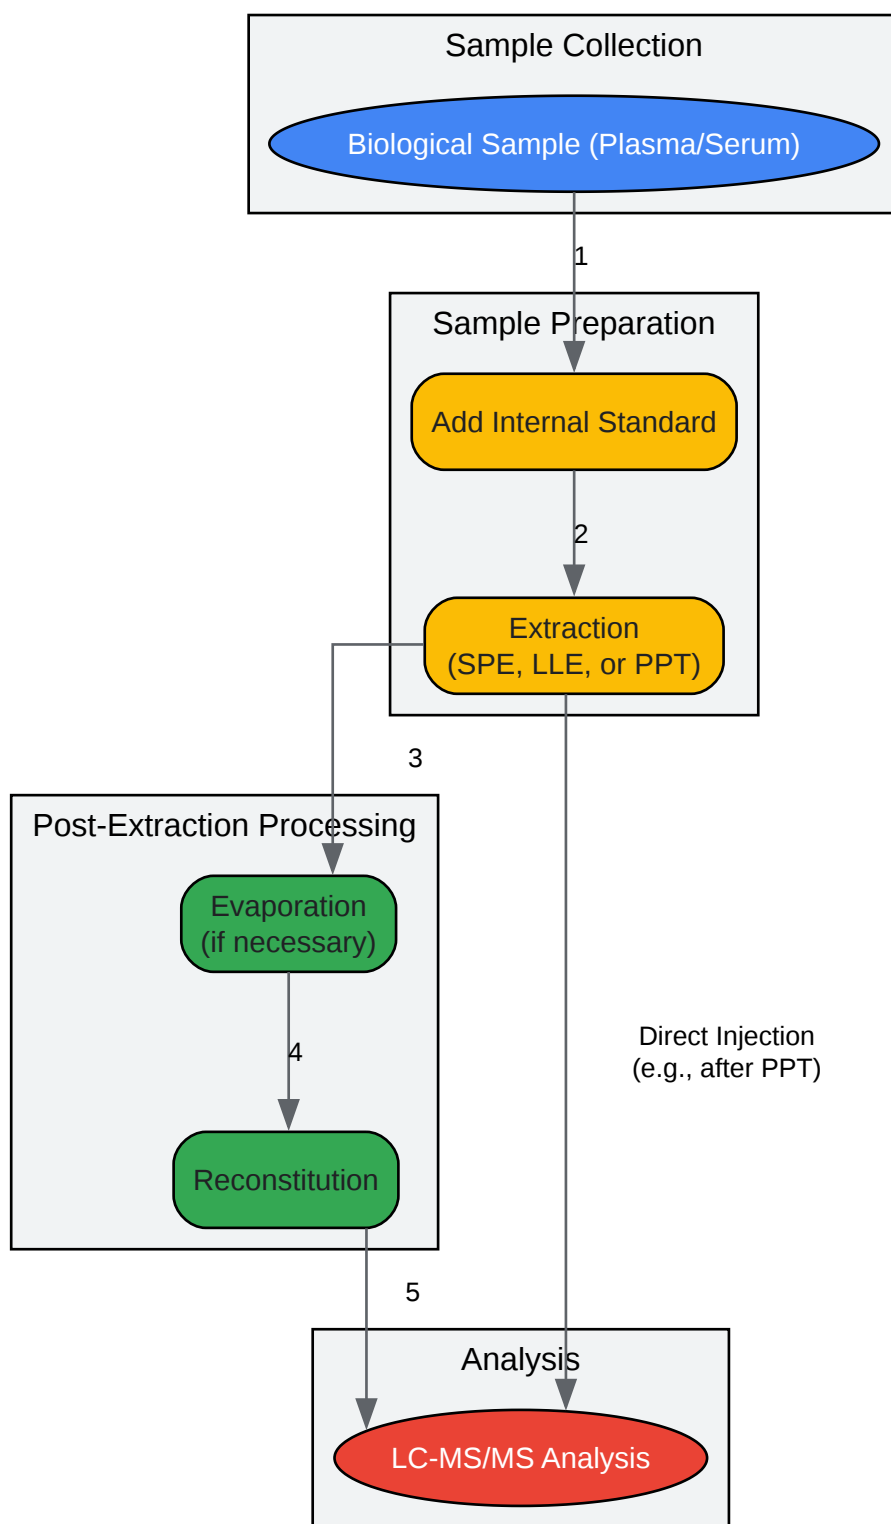 Sample Collection
Biological Sample (Plasma/Serum)
1
Sample Preparation
Add Internal Standard
2
Extraction
(SPE, LLE, or PPT)
3
Post-Extraction Processing
Evaporation
(if necessary)
4
Direct Injection
(e.g., after PPT)
Reconstitution
5
Analysis
LC-MS/MS Analysis